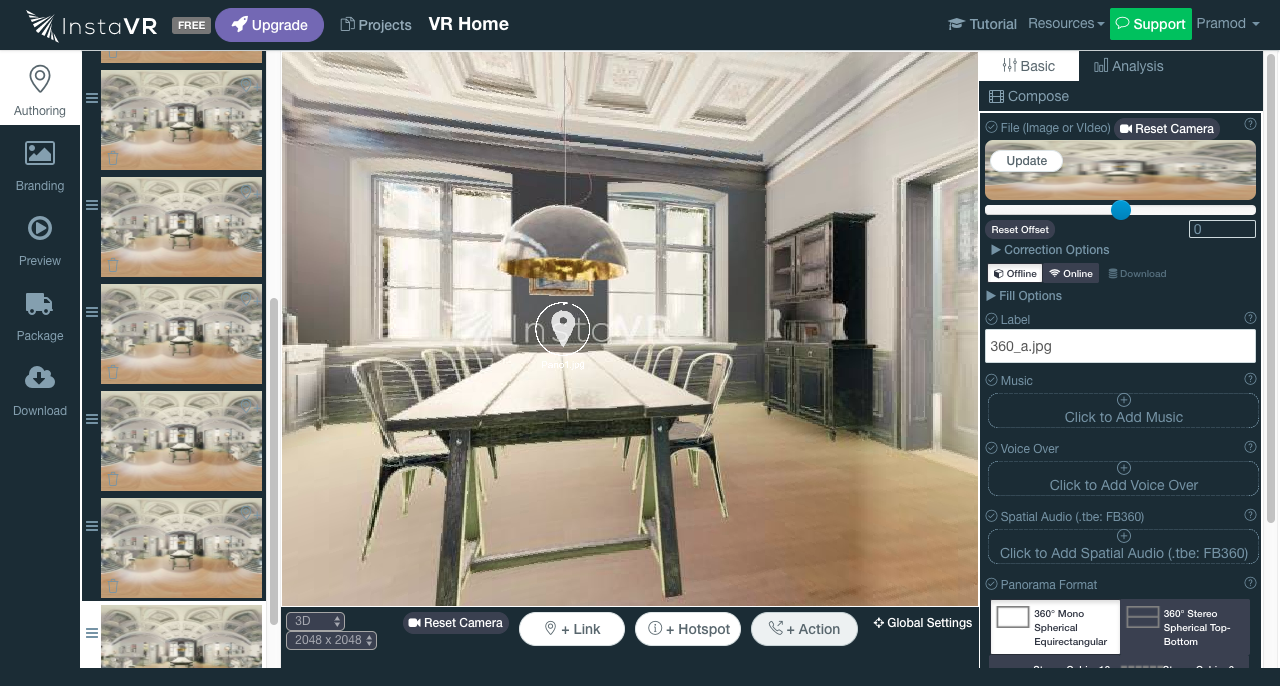 InstaVR
FREE
Upgrade
Projects
VR Home
Tutorial
Resources
Support
Pramod
Authoring
Branding
Preview
Package
Download
InstaVR
3D
2048 x 2048
Reset Camera
+ Link
+ Hotspot
+ Action
Global Settings
Basic
Analysis
Compose
File (Image or VIdeo)
Reset Camera
Update
Reset Offset
0
Correction Options
Offline
Online
Download
Fill Options
Label
360_a.jpg
Music
Click to Add Music
Voice Over
Click to Add Voice Over
Spatial Audio (.tbe: FB360)
Click to Add Spatial Audio (.tbe: FB360)
Panorama Format
360° Mono
Spherical
Equirectangular
360° Stereo
Spherical Top-
Bottom